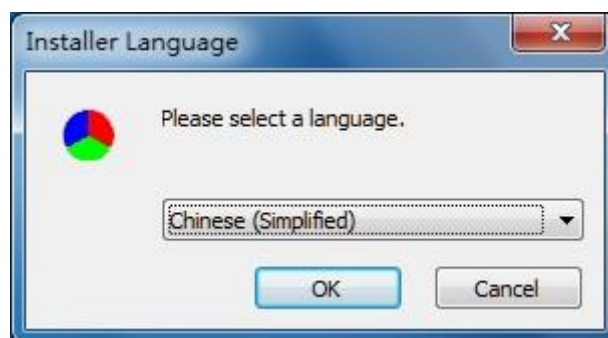 Installer Language
Please select a language.
Chinese (Simplified)
OK
Cancel